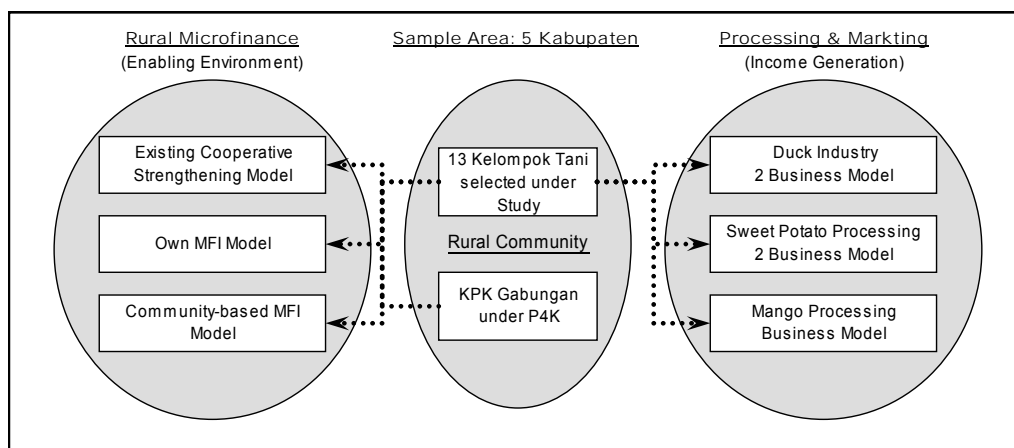 Rural Microfinance
(Enabling Environment)
Existing Cooperative
Strengthening Model
Own MFI Model
Community-based MFI
Model
Sample Area: 5 Kabupaten
13 Kelompok Tani
selected under
Study
Rural Community
KPK Gabungan
under P4K
Processing & Markting
(Income Generation)
Duck Industry
2 Business Model
Sweet Potato Processing
2 Business Model
Mango Processing
Business Model